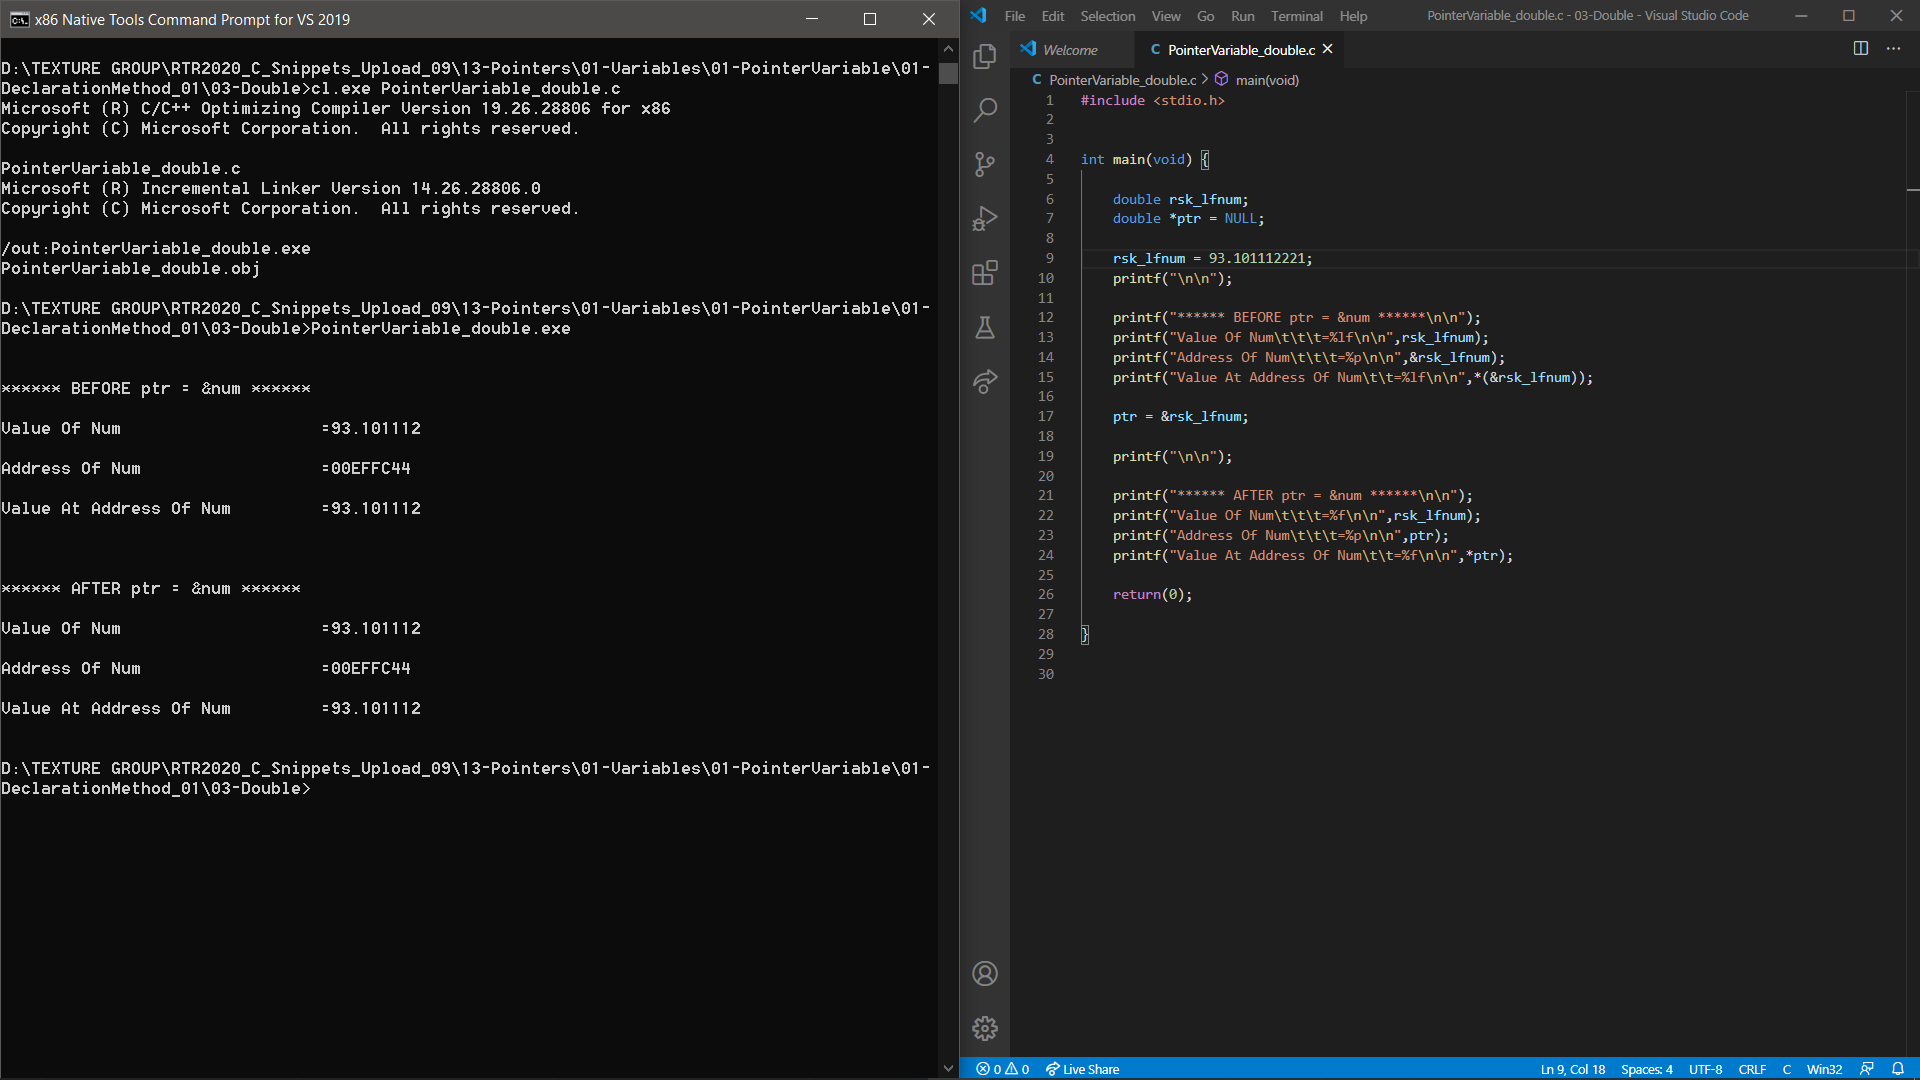 x86 Native Tools Command Prompt for VS 2019
D:\TEXTURE GROUP\RTR2020_C_Snippets_Upload_09\13-Pointers\01-Variables\01-PointerVariable\01-
DeclarationMethod_01\03-Double>cl.exe PointerVariable_double.c
Microsoft (R) C/C++ Optimizing Compiler Version 19.26.28806 for x86
Copyright (C) Microsoft Corporation.  All rights reserved.
PointerVariable_double.c
Microsoft (R) Incremental Linker Version 14.26.28806.0
Copyright (C) Microsoft Corporation.  All rights reserved.
/out:PointerVariable_double.exe
PointerVariable_double.obj
D:\TEXTURE GROUP\RTR2020_C_Snippets_Upload_09\13-Pointers\01-Variables\01-PointerVariable\01-
DeclarationMethod_01\03-Double>PointerVariable_double.exe
****** BEFORE ptr = &num ******
Value Of Num                    =93.101112
Address Of Num                  =00EFFC44
Value At Address Of Num         =93.101112
****** AFTER ptr = &num ******
Value Of Num                    =93.101112
Address Of Num                  =00EFFC44
Value At Address Of Num         =93.101112
D:\TEXTURE GROUP\RTR2020_C_Snippets_Upload_09\13-Pointers\01-Variables\01-PointerVariable\01-
DeclarationMethod_01\03-Double>
File Edit Selection View Go Run Terminal Help PointerVariable_double.c - 03-Double - Visual Studio Code
Welcome C PointerVariable_double.c
C PointerVariable_double.c > main(void)
1 #include <stdio.h>
2
3
4 int main(void) {
5
6     double rsk_lfnum;
7     double *ptr = NULL;
8
9     rsk_lfnum = 93.101112221;
10     printf("\n\n");
11
12     printf("****** BEFORE ptr = &num ******\n\n");
13     printf("Value Of Num\t\t\t=%lf\n\n",rsk_lfnum);
14     printf("Address Of Num\t\t\t=%p\n\n",&rsk_lfnum);
15     printf("Value At Address Of Num\t\t=%lf\n\n",*(&rsk_lfnum));
16
17     ptr = &rsk_lfnum;
18
19     printf("\n\n");
20
21     printf("****** AFTER ptr = &num ******\n\n");
22     printf("Value Of Num\t\t\t=%f\n\n",rsk_lfnum);
23     printf("Address Of Num\t\t\t=%p\n\n",ptr);
24     printf("Value At Address Of Num\t\t=%f\n\n",*ptr);
25
26     return(0);
27
28 }
29
30
0 0 Live Share Ln 9, Col 18 Spaces: 4 UTF-8 CRLF C Win32